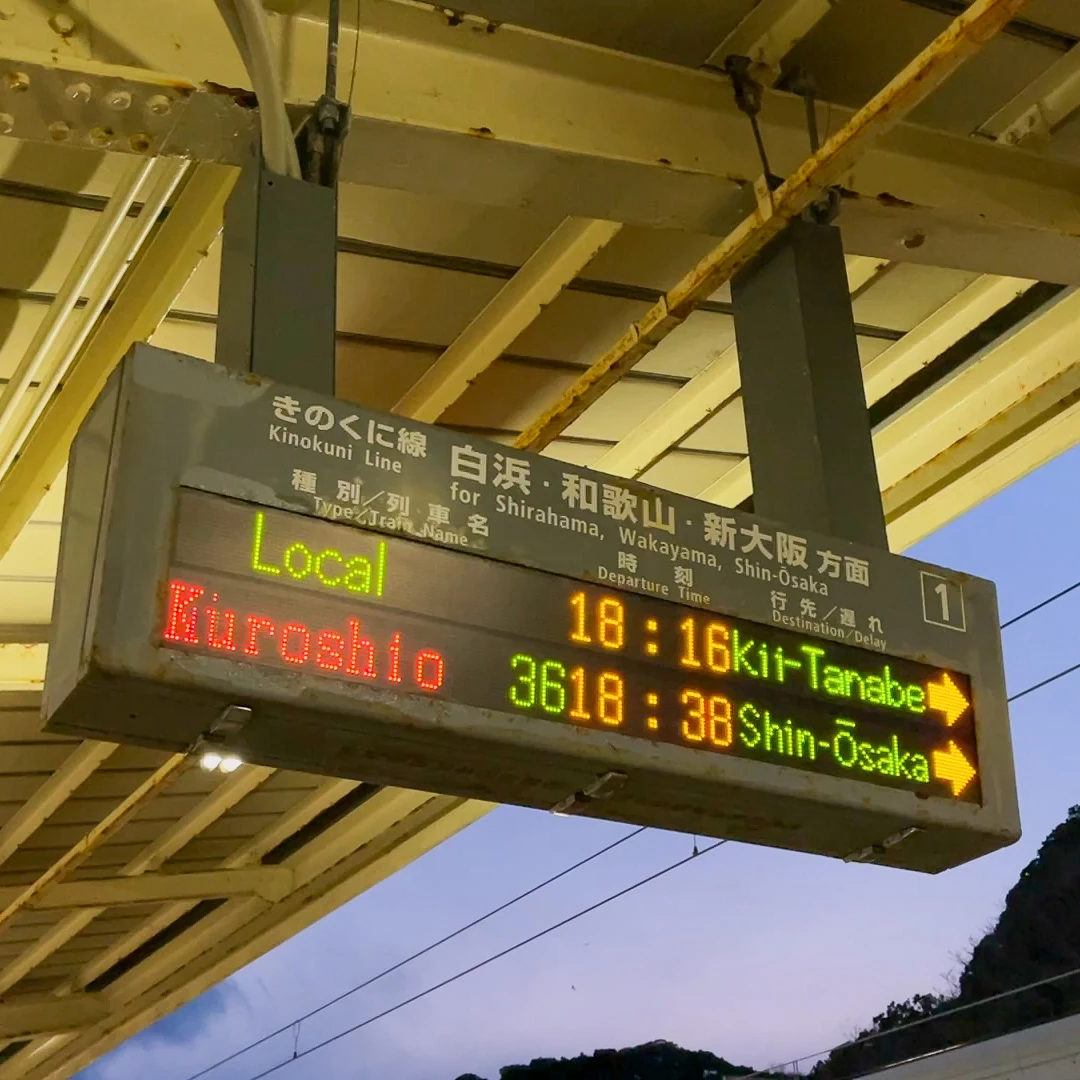 きのくに線 白浜・和歌山・新大阪 方面
Kinokuni Line for Shirahama, Wakayama, Shin-Ōsaka
種別／列車名 時刻 行先／遅れ 1
Type/Train Name Departure Time Destination/Delay
Local 18:16 Kii-Tanabe
Kuroshio 36 18:38 Shin-Ōsaka